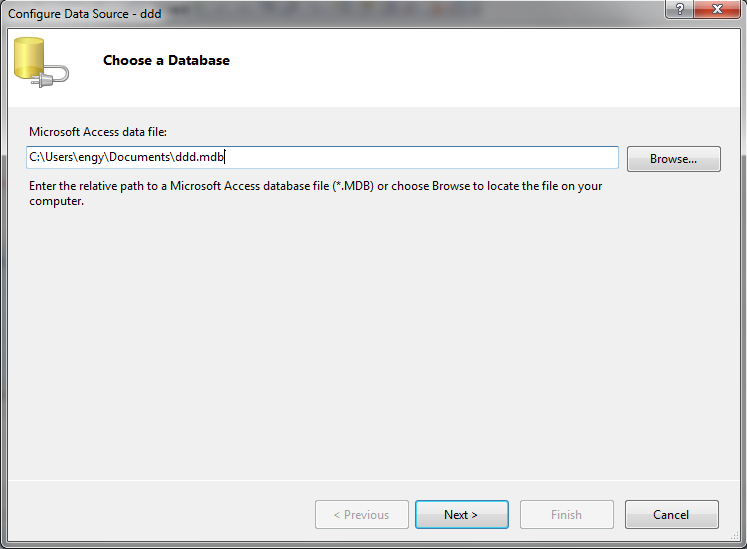 Configure Data Source - ddd
?
Choose a Database
Microsoft Access data file:
C:\Users\engy\Documents\ddd.mdb
Browse...
Enter the relative path to a Microsoft Access database file (*.MDB) or choose Browse to locate the file on your
computer.
< Previous
Next >
Finish
Cancel